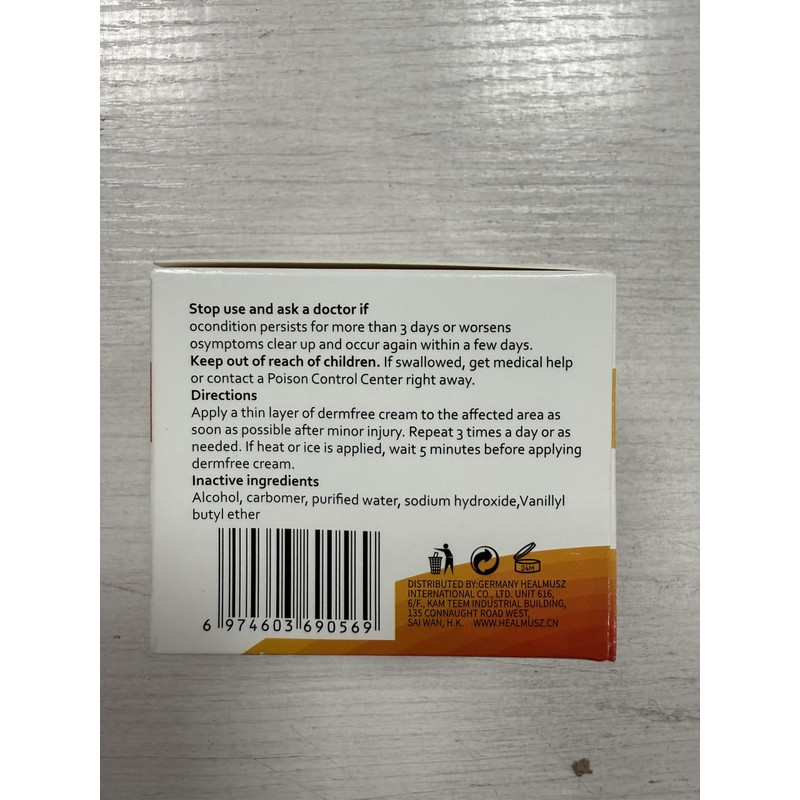 Stop use and ask a doctor if
ocondition persists for more than 3 days or worsens
osymptoms clear up and occur again within a few days.
Keep out of reach of children. If swallowed, get medical help
or contact a Poison Control Center right away.
Directions
Apply a thin layer of dermfree cream to the affected area as
soon as possible after minor injury. Repeat 3 times a day or as
needed. If heat or ice is applied, wait 5 minutes before applying
dermfree cream.
Inactive ingredients
Alcohol, carbomer, purified water, sodium hydroxide,Vanillyl
butyl ether
6 974603 690569
24M
DISTRIBUTED BY:GERMANY HEALMUSZ
INTERNATIONAL CO., LTD. UNIT 616,
6/F., KAM TEEM INDUSTRIAL BUILDING,
135 CONNAUGHT ROAD WEST,
SAI WAN, H.K. WWW.HEALMUSZ.CN